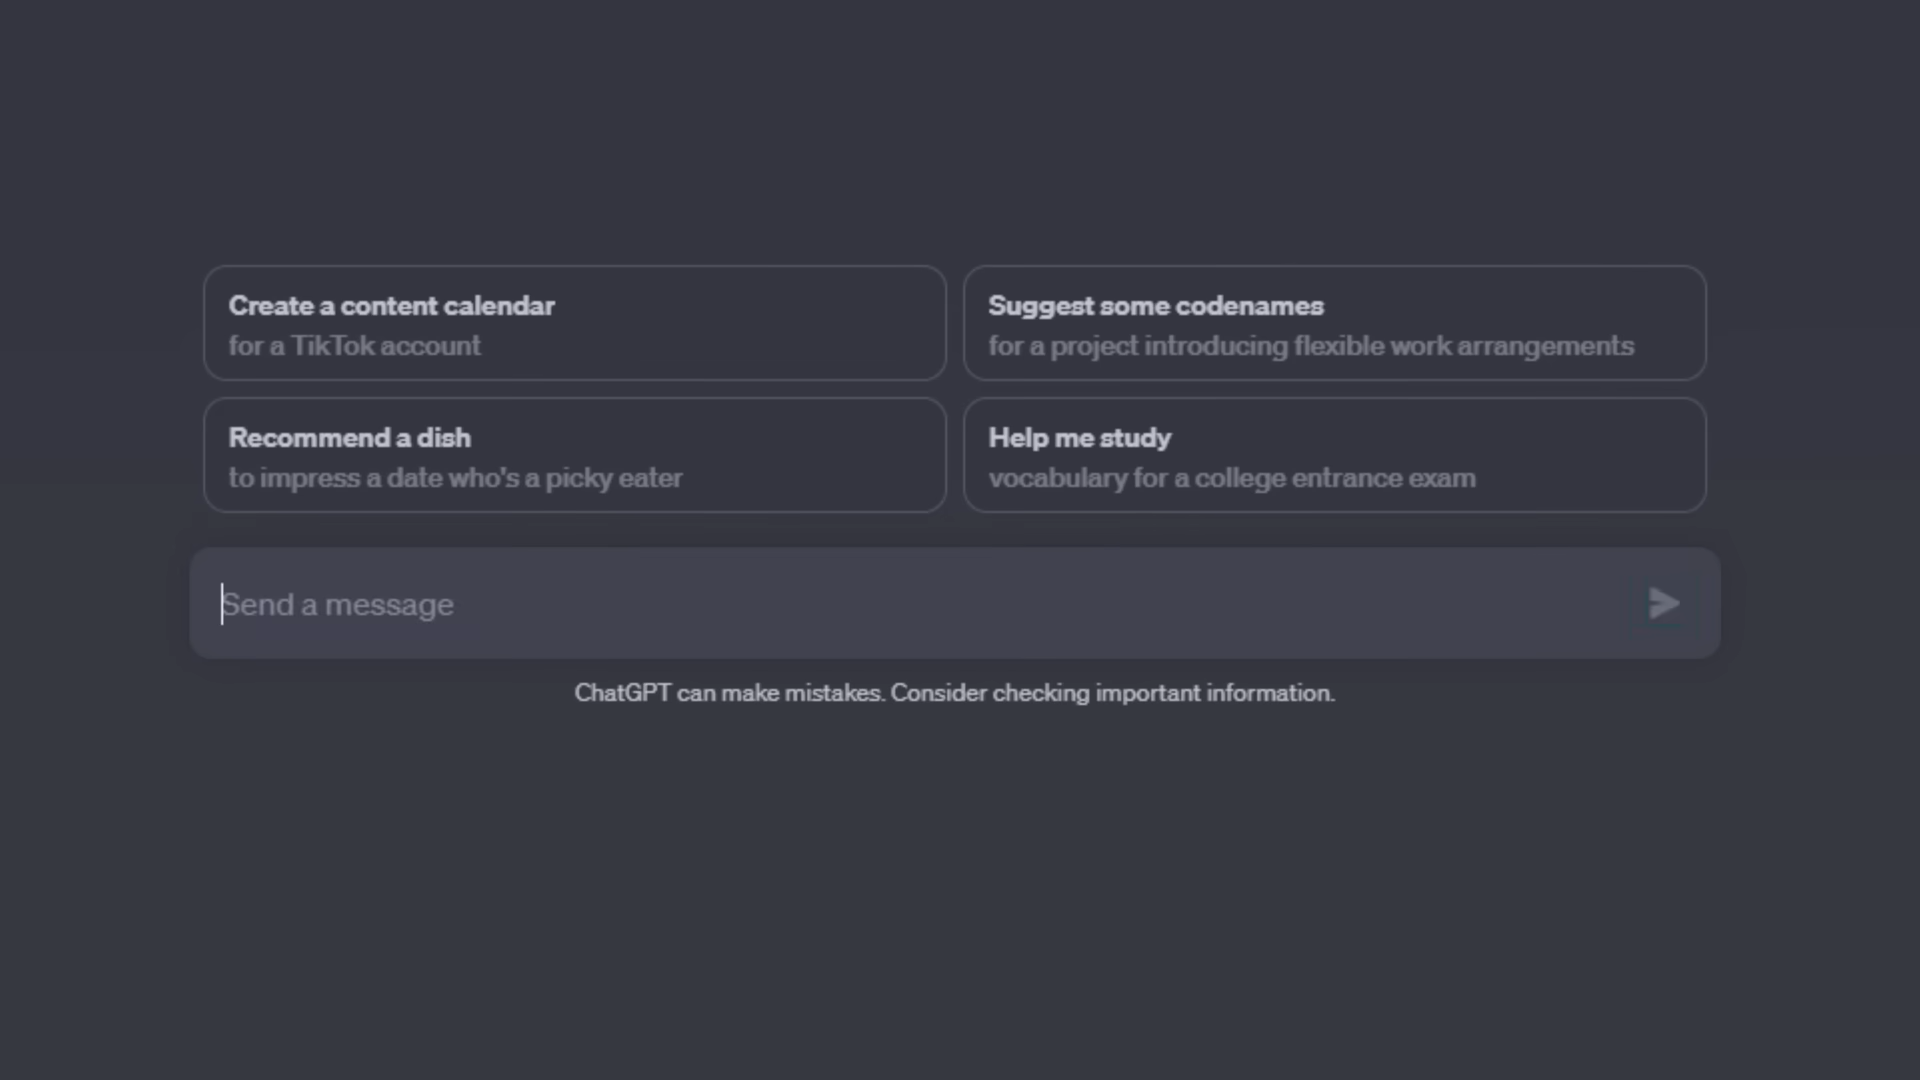 Create a content calendar
for a TikTok account
Suggest some codenames
for a project introducing flexible work arrangements
Recommend a dish
to impress a date who's a picky eater
Help me study
vocabulary for a college entrance exam
Send a message
ChatGPT can make mistakes. Consider checking important information.